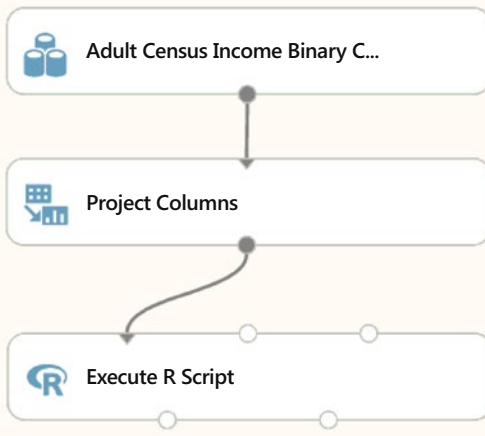 Adult Census Income Binary C...
Project Columns
R
Execute R Script